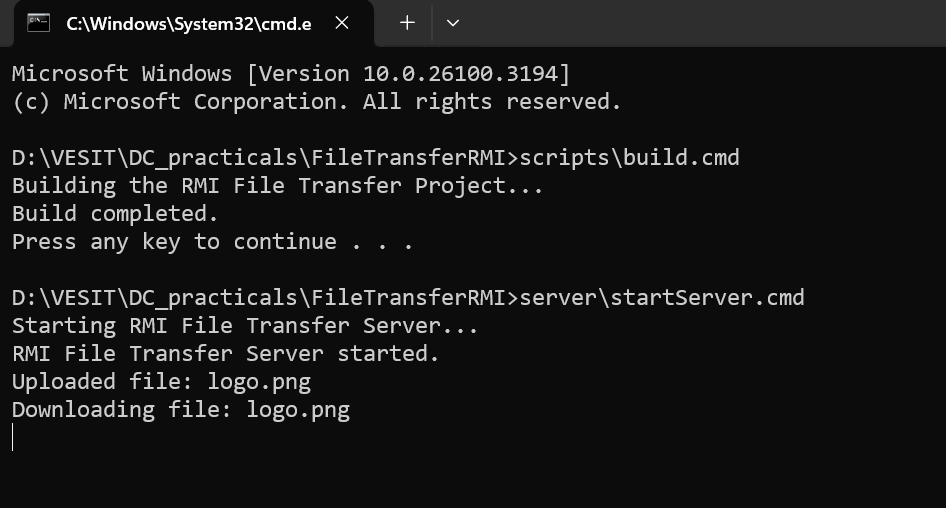 C:\Windows\System32\cmd.e
Microsoft Windows [Version 10.0.26100.3194]
(c) Microsoft Corporation. All rights reserved.
D:\VESIT\DC_practicals\FileTransferRMI>scripts\build.cmd
Building the RMI File Transfer Project...
Build completed.
Press any key to continue . . .
D:\VESIT\DC_practicals\FileTransferRMI>server\startServer.cmd
Starting RMI File Transfer Server...
RMI File Transfer Server started.
Uploaded file: logo.png
Downloading file: logo.png